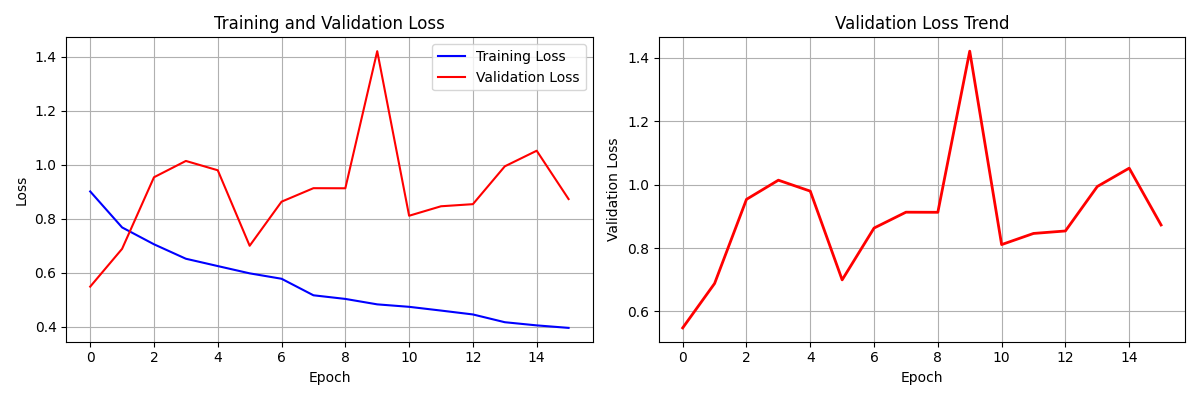 Training and Validation Loss
Loss
1.4
1.2
1.0
0.8
0.6
0.4
Training Loss
Validation Loss
0 2 4 6 8 10 12 14
Epoch
Validation Loss Trend
Validation Loss
1.4
1.2
1.0
0.8
0.6
0 2 4 6 8 10 12 14
Epoch